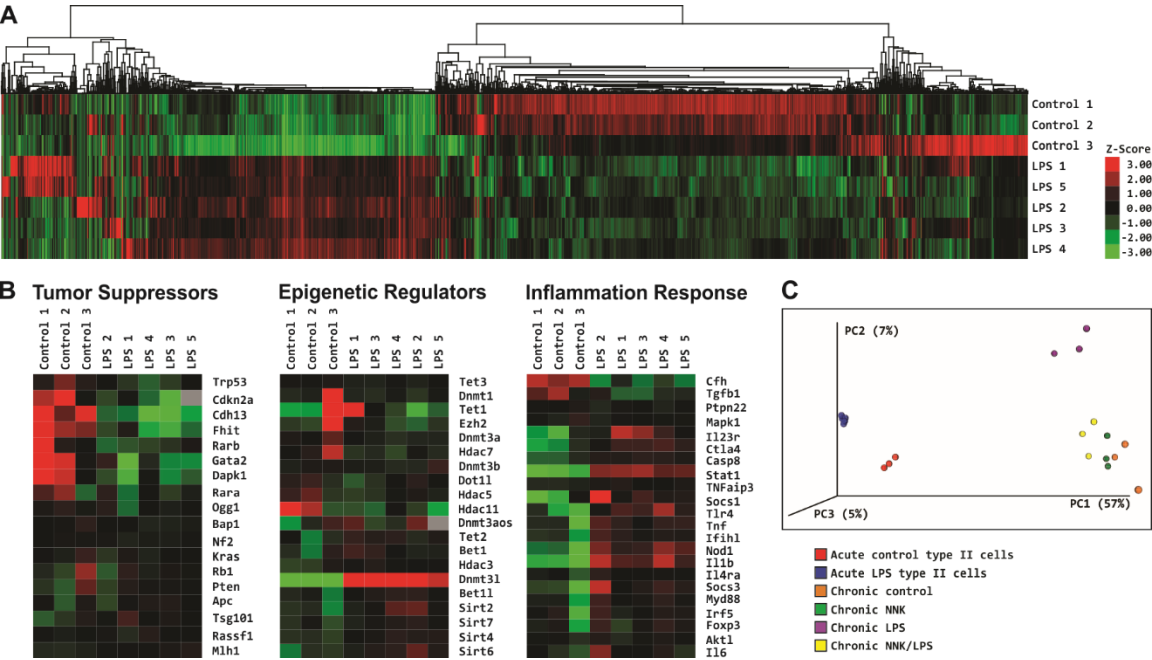 A
Control 1
Control 2
Control 3
LPS 1
LPS 5
LPS 2
LPS 3
LPS 4
Z-Score
3.00
2.00
1.00
0.00
-1.00
-2.00
-3.00
B
Tumor Suppressors
Control 1
Control 2
Control 3
LPS 2
LPS 1
LPS 4
LPS 3
LPS 5
Trp53
Cdkn2a
Cdh13
Fhit
Rarb
Gata2
Dapk1
Rara
Ogg1
Bap1
Nf2
Kras
Rb1
Pten
Apc
Tsg101
Rassf1
Mlh1
Epigenetic Regulators
Control 1
Control 2
Control 3
LPS 1
LPS 3
LPS 4
LPS 2
LPS 5
Tet3
Dnmt1
Tet1
Ezh2
Dnmt3a
Hdac7
Dnmt3b
Dot1l
Hdac5
Hdac11
Dnmt3aos
Tet2
Bet1
Hdac3
Dnmt3l
Bet1l
Sirt2
Sirt7
Sirt4
Sirt6
Inflammation Response
Control 1
Control 2
Control 3
LPS 2
LPS 1
LPS 3
LPS 4
LPS 5
Cfh
Tgfb1
Ptpn22
Mapk1
Il23r
Ctla4
Casp8
Stat1
TNFaip3
Socs1
Tlr4
Tnf
Ifihl
Nod1
Il1b
Il4ra
Socs3
Myd88
Irf5
Foxp3
Aktl
Il6
C
PC2 (7%)
PC1 (57%)
PC3 (5%)
Acute control type II cells
Acute LPS type II cells
Chronic control
Chronic NNK
Chronic LPS
Chronic NNK/LPS